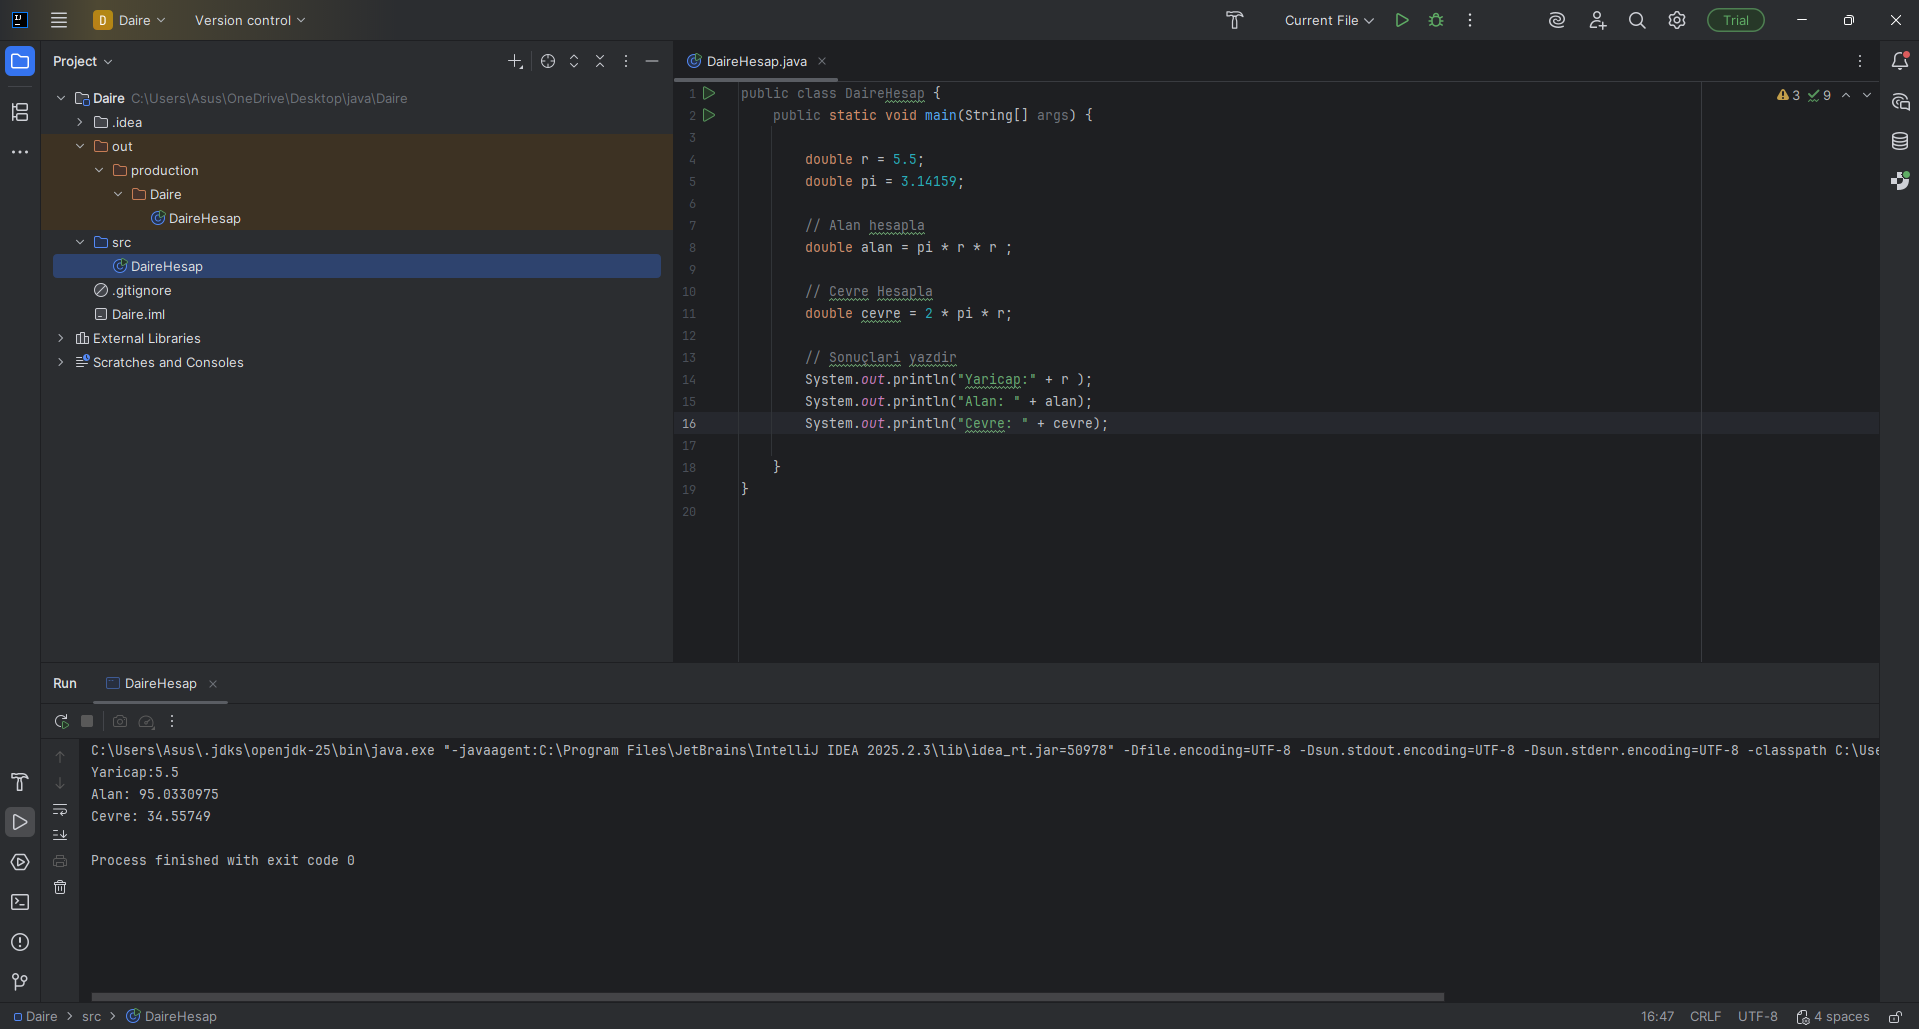 D Daire Version control Current File Trial
Project
Daire C:\Users\Asus\OneDrive\Desktop\java\Daire
.idea
out
production
Daire
DaireHesap
src
DaireHesap
.gitignore
Daire.iml
External Libraries
Scratches and Consoles
DaireHesap.java
3 9
1 public class DaireHesap {
2 public static void main(String[] args) {
3
4 double r = 5.5;
5 double pi = 3.14159;
6
7 // Alan hesapla
8 double alan = pi * r * r ;
9
10 // Cevre Hesapla
11 double cevre = 2 * pi * r;
12
13 // Sonuçlari yazdir
14 System.out.println("Yaricap:" + r );
15 System.out.println("Alan: " + alan);
16 System.out.println("Cevre: " + cevre);
17
18 }
19 }
20
Run DaireHesap
C:\Users\Asus\.jdks\openjdk-25\bin\java.exe "-javaagent:C:\Program Files\JetBrains\IntelliJ IDEA 2025.2.3\lib\idea_rt.jar=50978" -Dfile.encoding=UTF-8 -Dsun.stdout.encoding=UTF-8 -Dsun.stderr.encoding=UTF-8 -classpath C:\Use
Yaricap:5.5
Alan: 95.0330975
Cevre: 34.55749
Process finished with exit code 0
Daire > src > DaireHesap 16:47 CRLF UTF-8 4 spaces